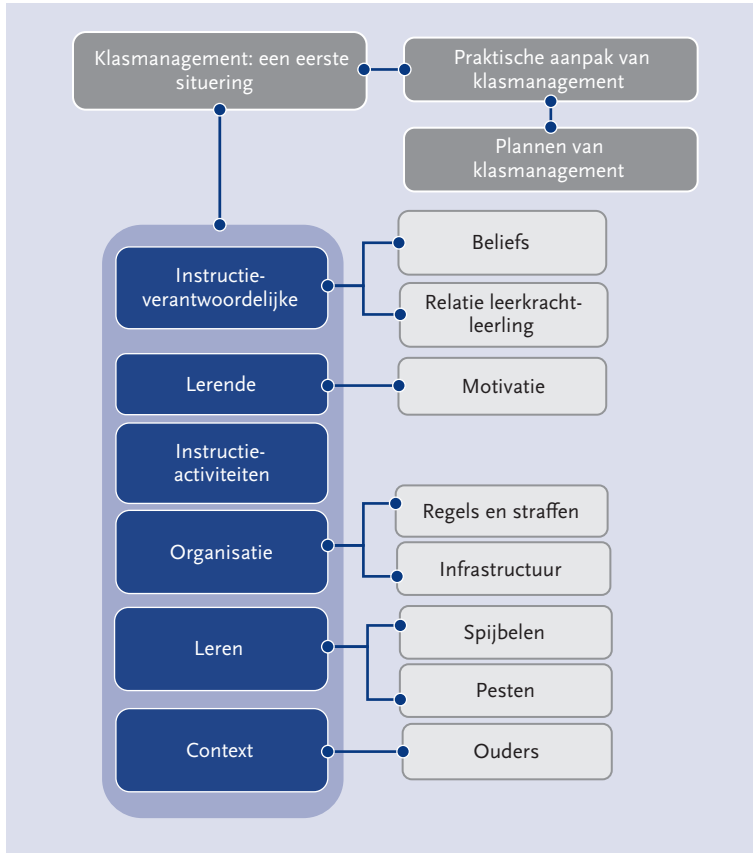 Klasmanagement: een eerste
situering
Praktische aanpak van
klasmanagement
Plannen van
klasmanagement
Instructie-
verantwoordelijke
Beliefs
Relatie leerkracht-
leerling
Lerende
Motivatie
Instructie-
activiteiten
Organisatie
Regels en straffen
Infrastructuur
Leren
Spijbelen
Pesten
Context
Ouders